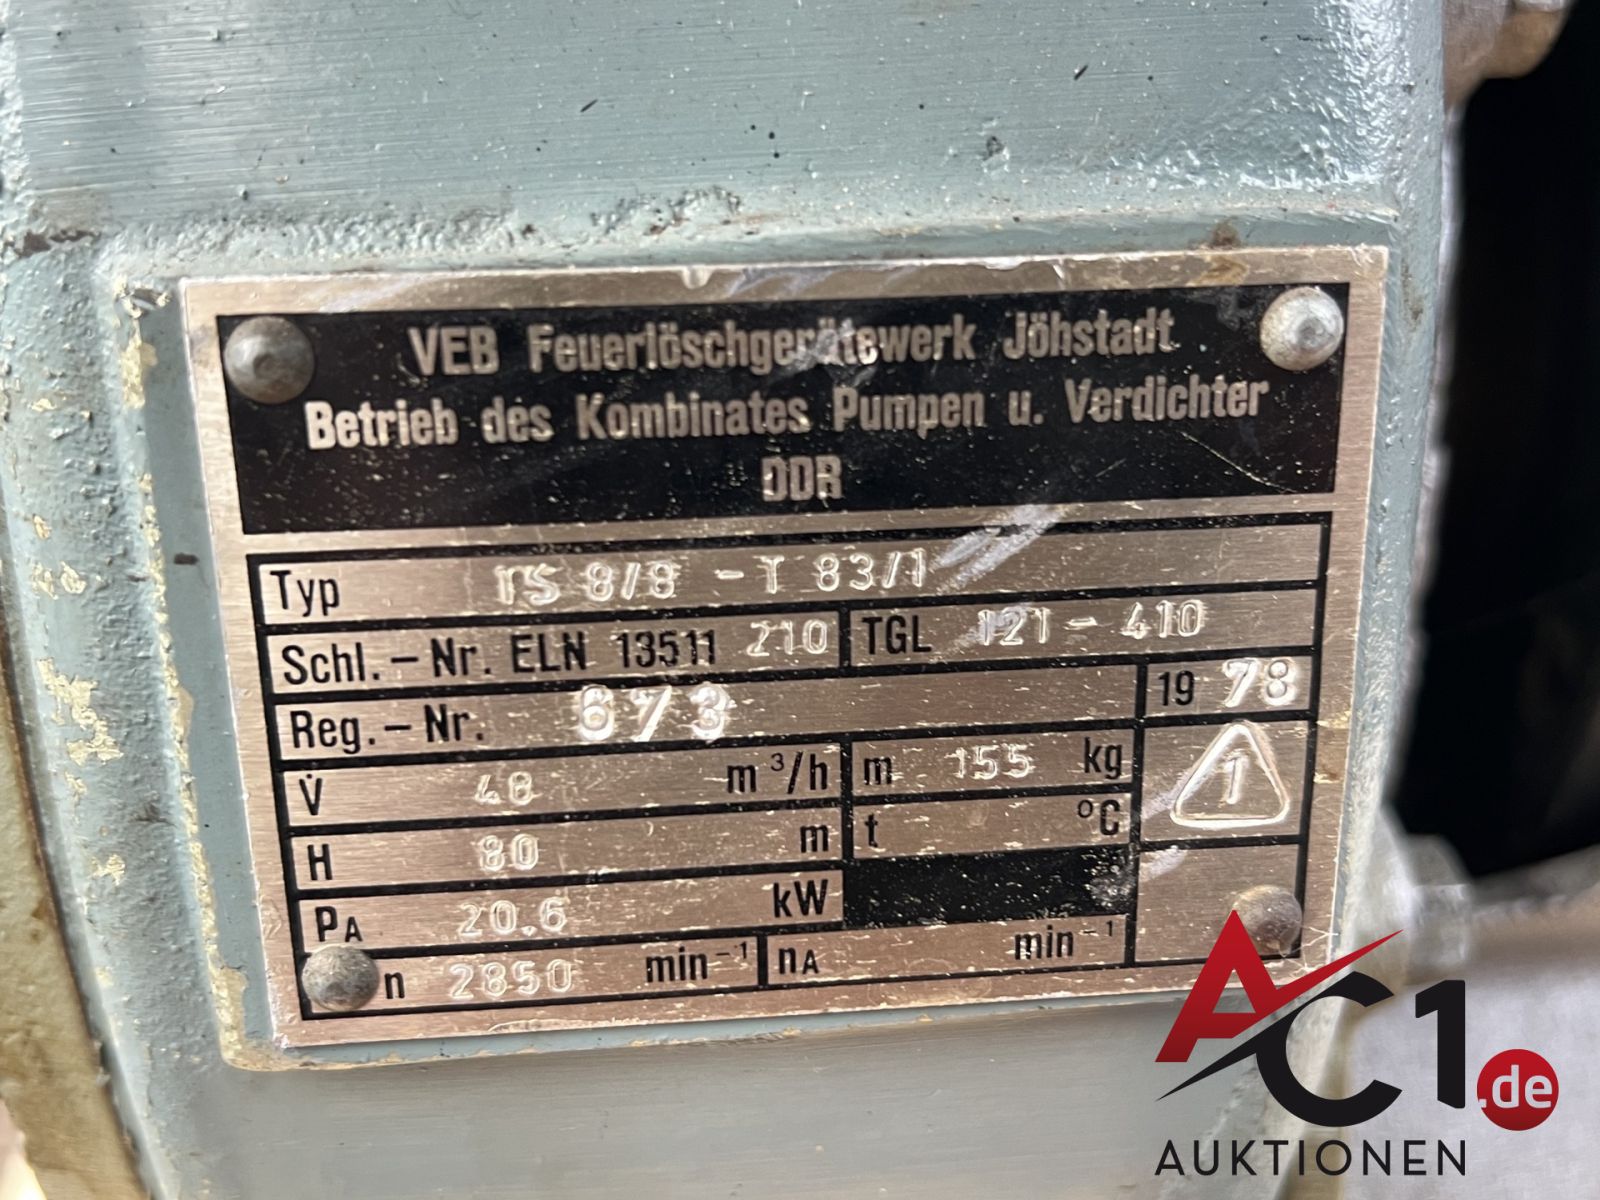 VEB Feuerlöschgerätewerk Jöhstadt
Betrieb des Kombinates Pumpen u. Verdichter
DDR
Typ TS 8/8 - T 83/1
Schl.-Nr. ELN 13511 210 TGL 121-410
Reg.-Nr. 673 19 78
V̇ 48 m³/h m 155 kg 1
H 80 m t °C
PA 20.6 kW
n 2850 min⁻¹ nA min⁻¹
AC1.de
AUKTIONEN